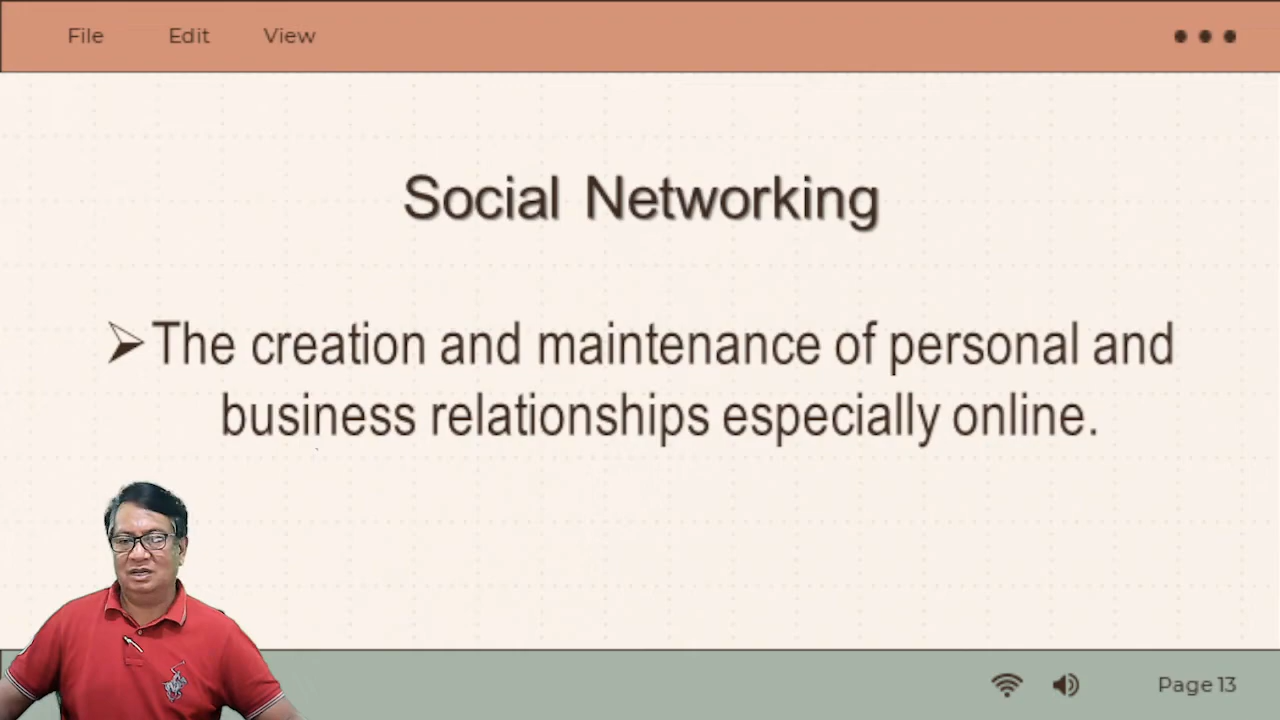 File Edit View
Social Networking
The creation and maintenance of personal and
business relationships especially online.
Page 13